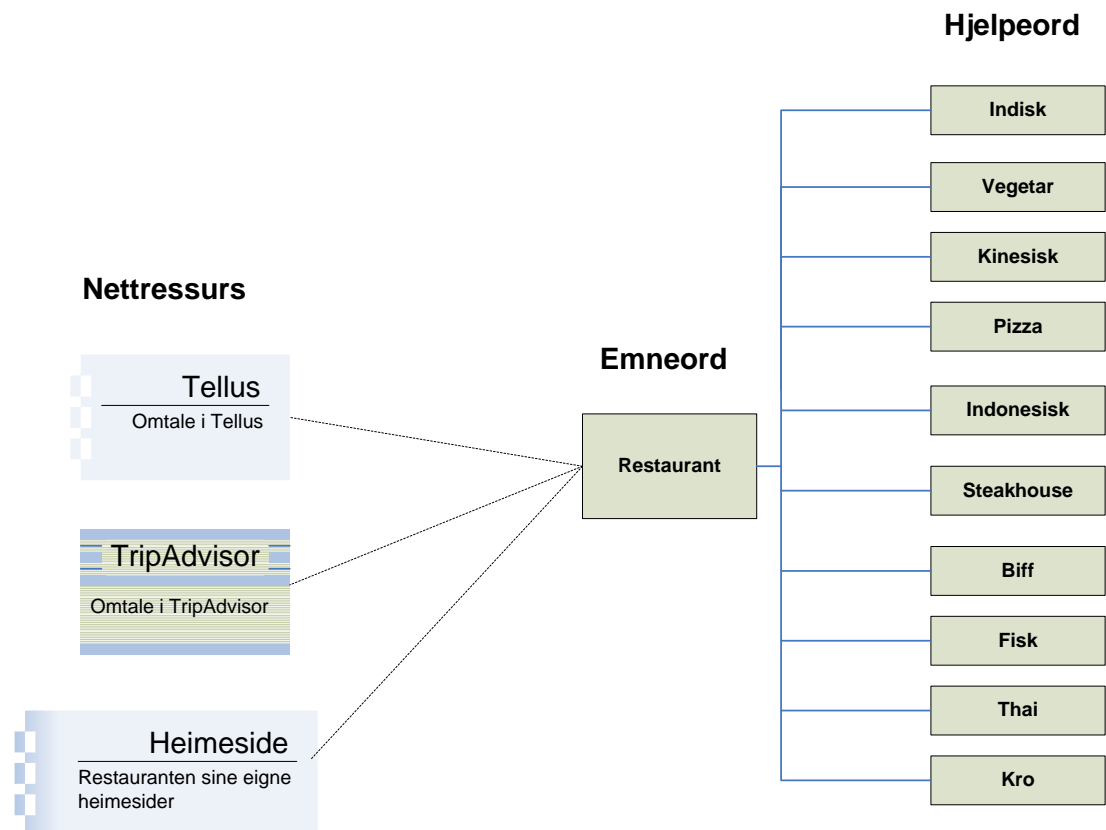 Hjelpeord
Indisk
Vegetar
Kinesisk
Pizza
Indonesisk
Steakhouse
Biff
Fisk
Thai
Kro
Nettressurs
Tellus
Omtale i Tellus
TripAdvisor
Omtale i TripAdvisor
Heimeside
Restauranten sine eigne
heimesider
Emneord
Restaurant